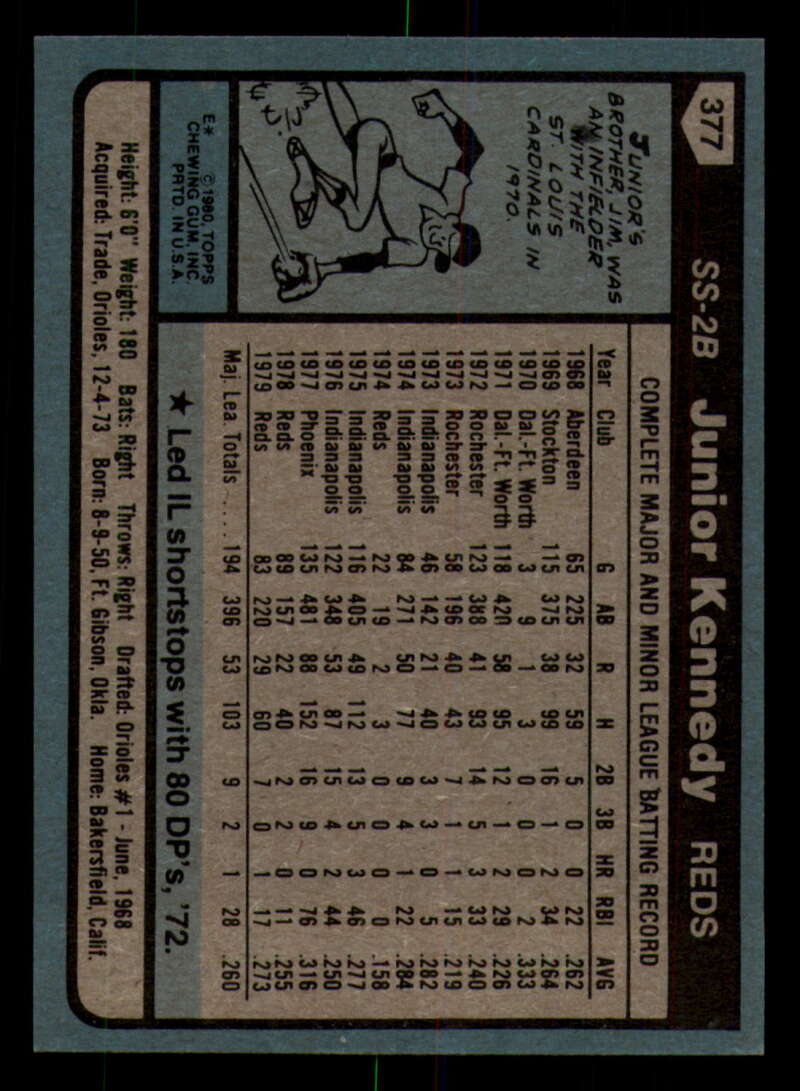 377 SS-2B Junior Kennedy REDS
JUNIOR'S
BROTHER, JIM, WAS
AN INFIELDER
WITH THE
ST. LOUIS
CARDINALS IN
1970.
E* © 1980, TOPPS
CHEWING GUM, INC.
PRTD. IN U.S.A.
COMPLETE MAJOR AND MINOR LEAGUE BATTING RECORD
Year Club G AB R H 2B 3B HR RBI AVG
1968 Aberdeen 65 225 32 59 5 0 0 22 .262
1969 Stockton 115 375 38 99 16 1 2 34 .264
1970 Dal.-Ft. Worth 3 9 1 3 0 0 0 2 .333
1971 Dal.-Ft. Worth 118 420 58 95 12 1 2 29 .226
1972 Rochester 123 388 41 93 14 5 3 33 .240
1973 Rochester 58 196 40 43 7 1 1 15 .219
1973 Indianapolis 46 142 21 40 3 3 0 5 .282
1974 Indianapolis 84 271 50 77 9 4 1 22 .284
1974 Reds 22 19 2 3 0 0 0 0 .158
1975 Indianapolis 116 405 49 112 13 5 3 46 .277
1976 Indianapolis 122 348 53 87 15 4 2 44 .250
1977 Phoenix 135 481 88 152 16 9 0 76 .316
1978 Reds 89 157 22 40 2 2 0 11 .255
1979 Reds 83 220 29 60 7 0 1 17 .273
Maj. Lea Totals .... 194 396 53 103 9 2 1 28 .260
★ Led IL shortstops with 80 DP's, '72.
Height: 6'0" Weight: 180 Bats: Right Throws: Right Drafted: Orioles #1 - June, 1968
Acquired: Trade, Orioles, 12-4-73 Born: 8-9-50, Ft. Gibson, Okla. Home: Bakersfield, Calif.